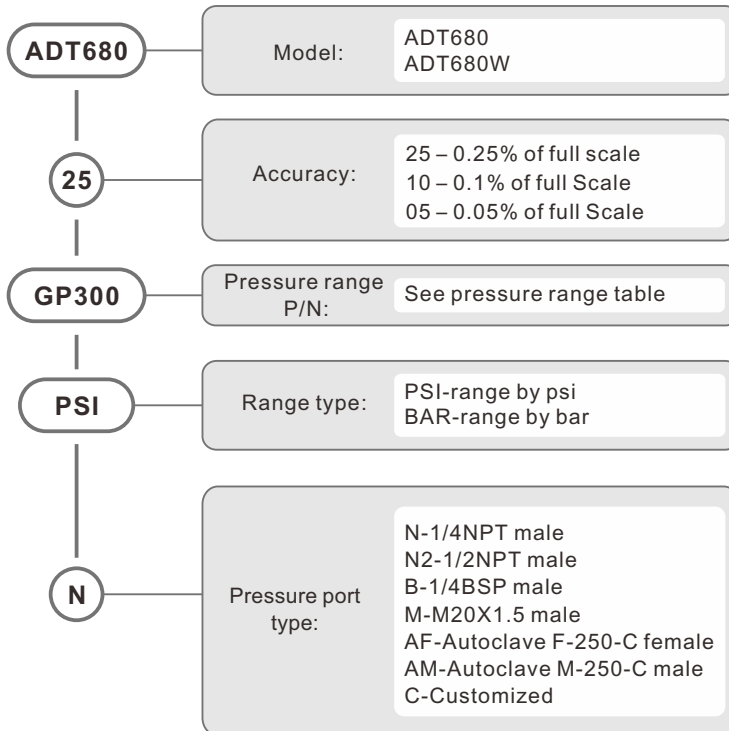 ADT680
Model:
ADT680
ADT680W
25
Accuracy:
25 – 0.25% of full scale
10 – 0.1% of full Scale
05 – 0.05% of full Scale
GP300
Pressure range
P/N:
See pressure range table
PSI
Range type:
PSI-range by psi
BAR-range by bar
N
Pressure port
type:
N-1/4NPT male
N2-1/2NPT male
B-1/4BSP male
M-M20X1.5 male
AF-Autoclave F-250-C female
AM-Autoclave M-250-C male
C-Customized